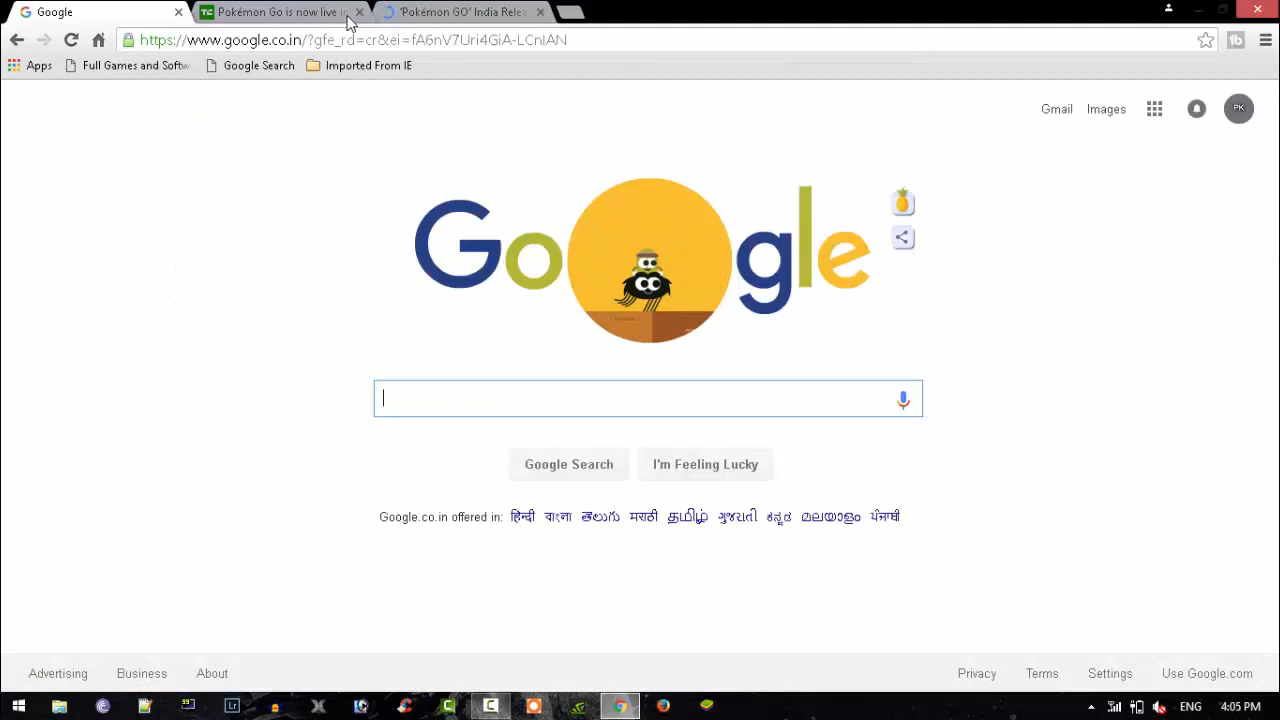 Google
Pokémon Go is now live i
'Pokémon GO' India Relea
https://www.google.co.in/?gfe_rd=cr&ei=fA6nV7Uri4GiA-LCnIAN
Apps Full Games and Softw Google Search Imported From IE
Gmail Images PK
Google
Google Search I'm Feeling Lucky
Google.co.in offered in: हिन्दी বাংলা తెలుగు मराठी தமிழ் ગુજરાતી ಕನ್ನಡ മലയാളം ਪੰਜਾਬੀ
Advertising Business About Privacy Terms Settings Use Google.com
Lr ENG 4:05 PM